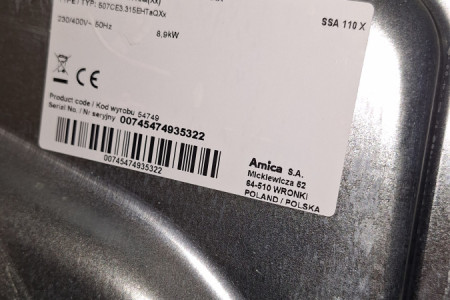 SSA 110 X
TYPE / TYP: 507CE3.315EHTaQXx
230/400V~ 50Hz 8,9kW
Product code / Kod wyrobu 54749
Serial No. / Nr seryjny 00745474935322
00745474935322
Amica S.A.
Mickiewicza 52
64-510 WRONKI
POLAND / POLSKA